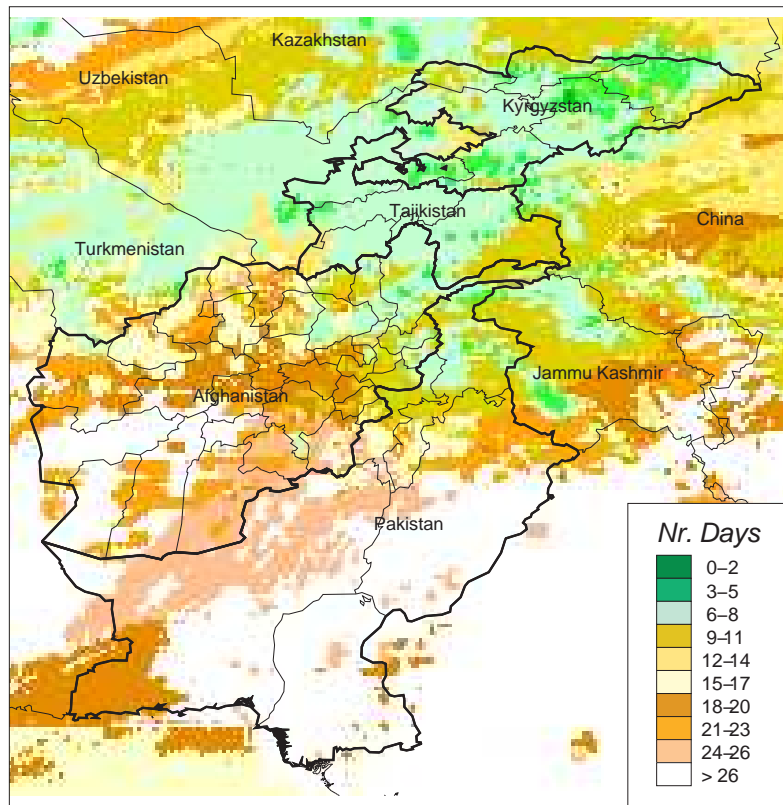 Kazakhstan
Uzbekistan
Kyrgyzstan
Tajikistan
China
Turkmenistan
Jammu Kashmir
Afghanistan
Pakistan
Nr. Days
0–2
3–5
6–8
9–11
12–14
15–17
18–20
21–23
24–26
> 26